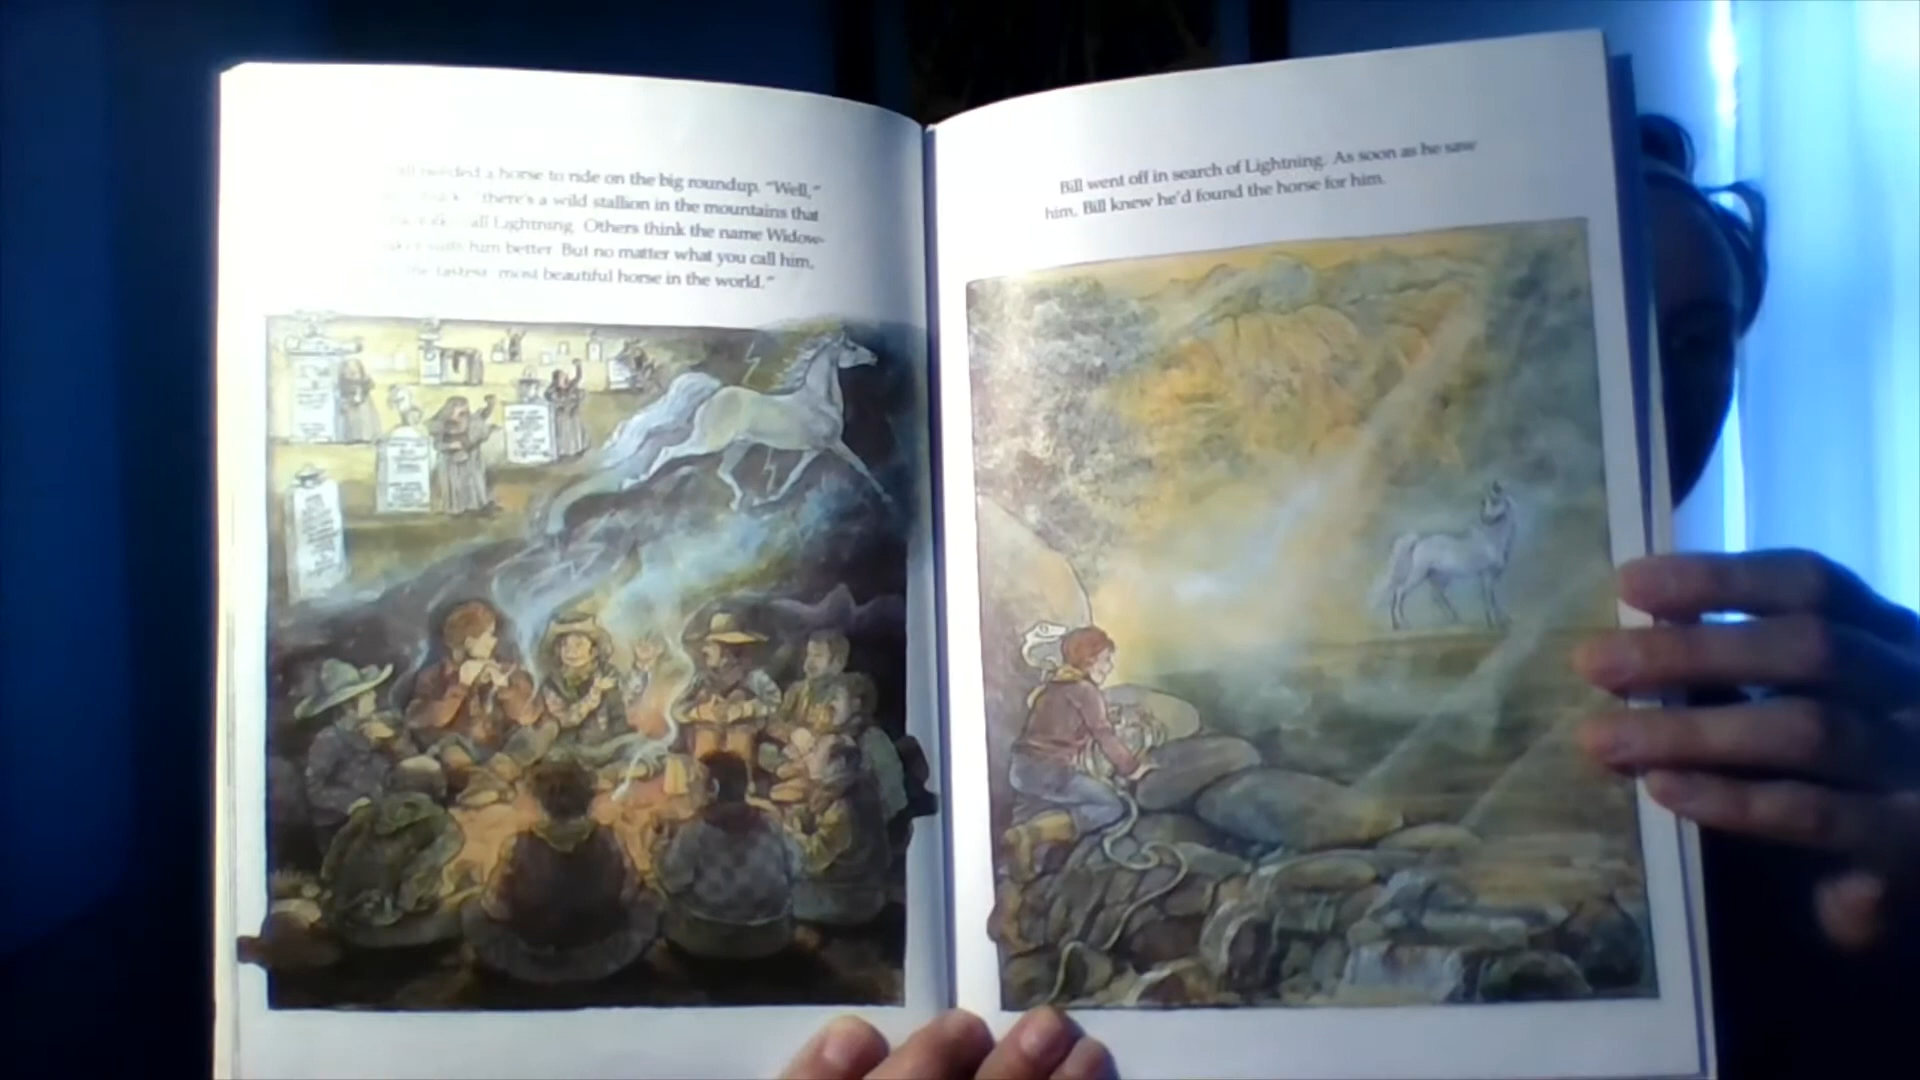 needed a horse to ride on the big roundup. "Well,"
"there's a wild stallion in the mountains that
call Lightning. Others think the name Widow-
him better. But no matter what you call him,
the fastest, most beautiful horse in the world."
Bill went off in search of Lightning. As soon as he saw
him, Bill knew he'd found the horse for him.